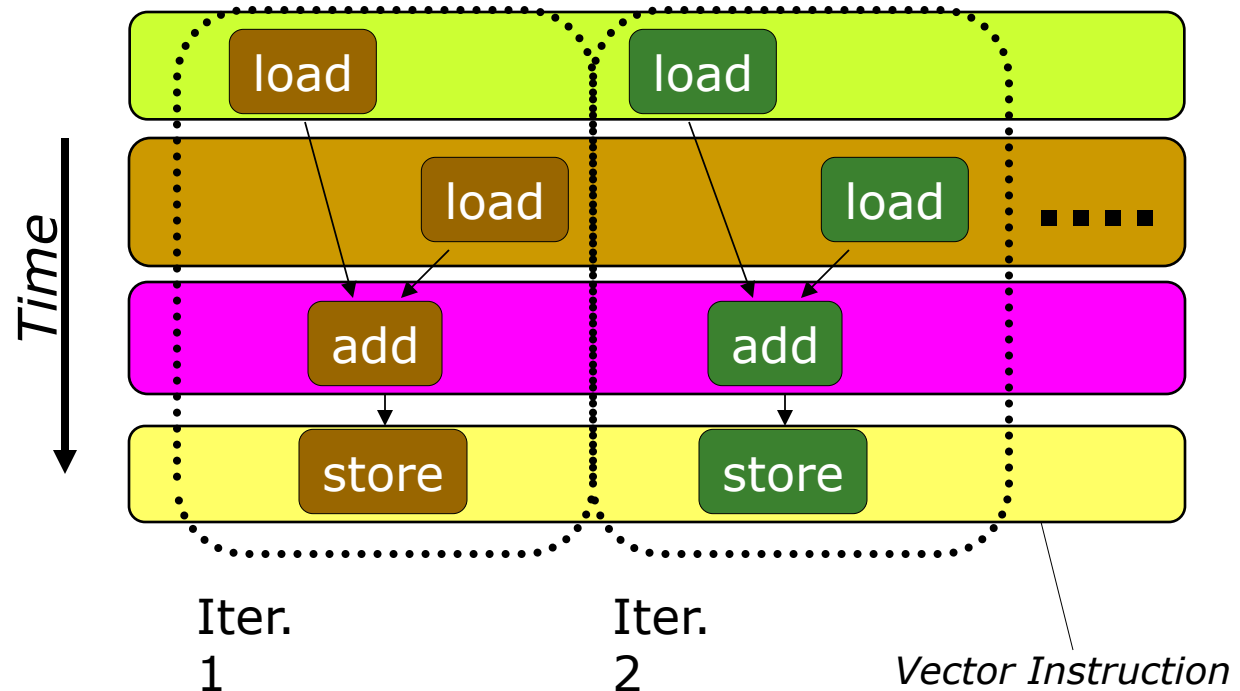 load
load
load
load
Time
add
add
store
store
Iter.
1
Iter.
2
Vector Instruction